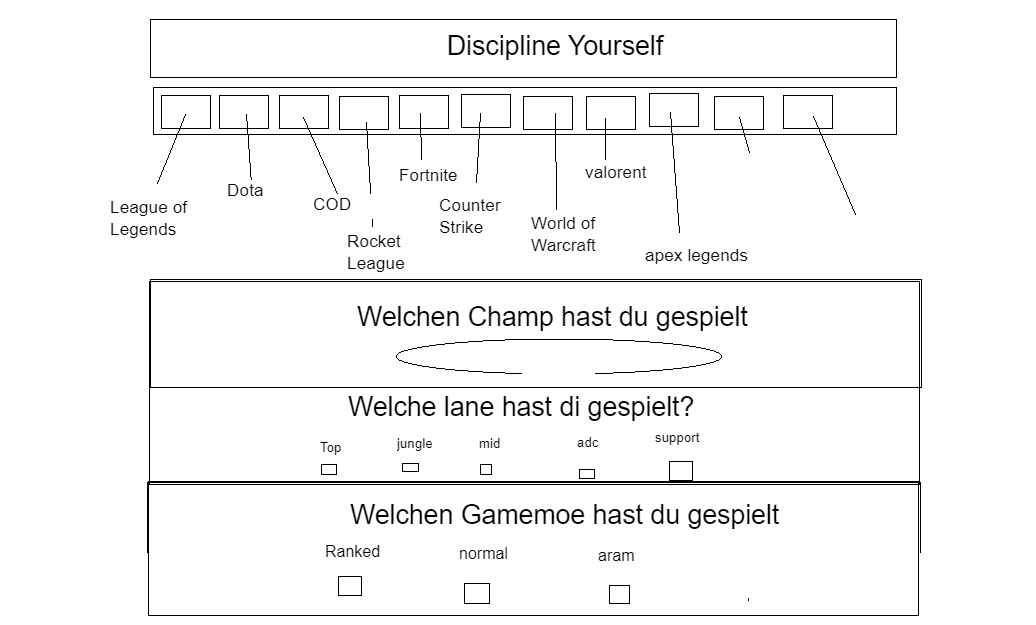 Discipline Yourself
League of
Legends
Dota
COD
Rocket
League
Fortnite
Counter
Strike
World of
Warcraft
valorent
apex legends
Welchen Champ hast du gespielt
Welche lane hast di gespielt?
Top jungle mid adc support
Welchen Gamemoe hast du gespielt
Ranked normal aram